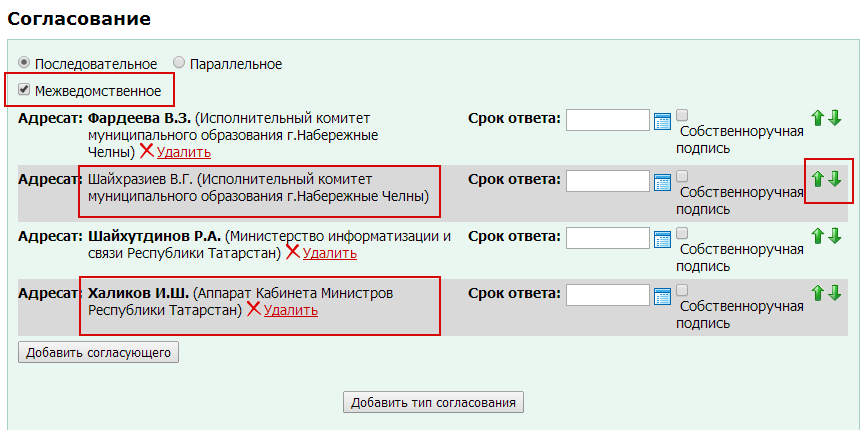 Согласование
Последовательное Параллельное
Межведомственное
Адресат: Фардеева В.З. (Исполнительный комитет Срок ответа:
муниципального образования г.Набережные Собственноручная
Челны) Удалить подпись
Адресат: Шайхразиев В.Г. (Исполнительный комитет Срок ответа:
муниципального образования г.Набережные Челны) Собственноручная
подпись
Адресат: Шайхутдинов Р.А. (Министерство информатизации и Срок ответа:
связи Республики Татарстан) Удалить Собственноручная
подпись
Адресат: Халиков И.Ш. (Аппарат Кабинета Министров Срок ответа:
Республики Татарстан) Удалить Собственноручная
подпись
Добавить согласующего
Добавить тип согласования